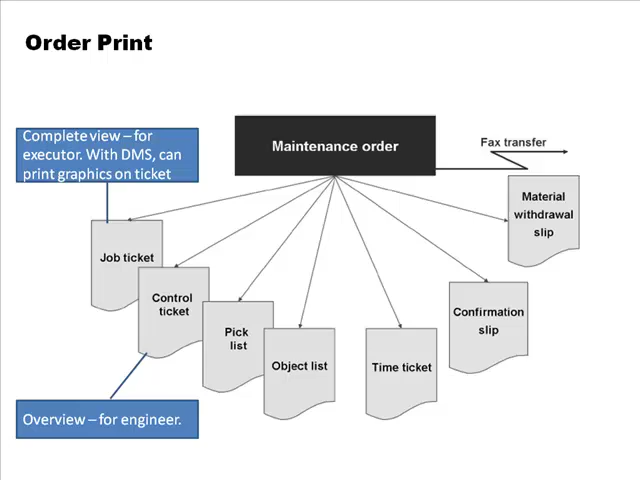 Order Print
Complete view – for
executor. With DMS, can
print graphics on ticket
Maintenance order
Fax transfer
Material
withdrawal
slip
Job ticket
Control
ticket
Pick
list
Object list
Time ticket
Confirmation
slip
Overview – for engineer.